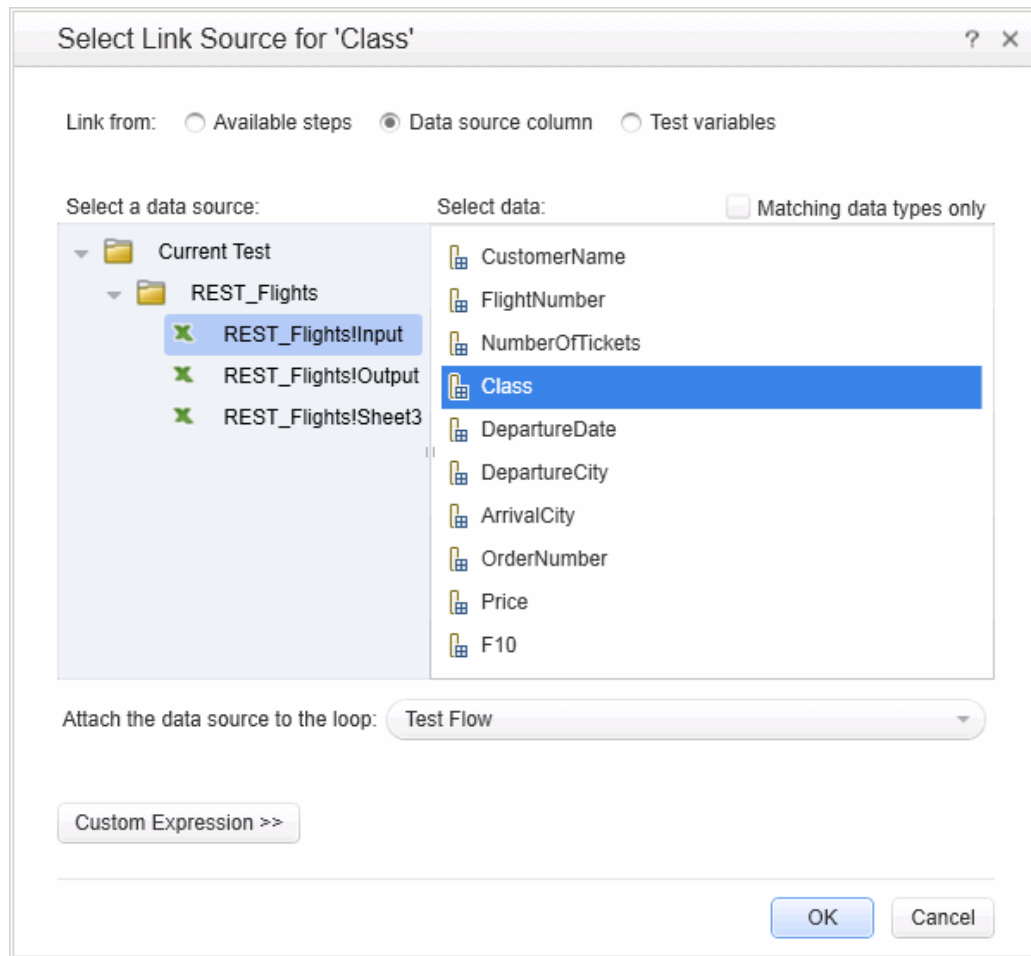 Select Link Source for 'Class' ? ×
Link from: Available steps Data source column Test variables
Select a data source: Select data: Matching data types only
Current Test
REST_Flights
REST_Flights!Input
REST_Flights!Output
REST_Flights!Sheet3
CustomerName
FlightNumber
NumberOfTickets
Class
DepartureDate
DepartureCity
ArrivalCity
OrderNumber
Price
F10
Attach the data source to the loop: Test Flow
Custom Expression >>
OK Cancel